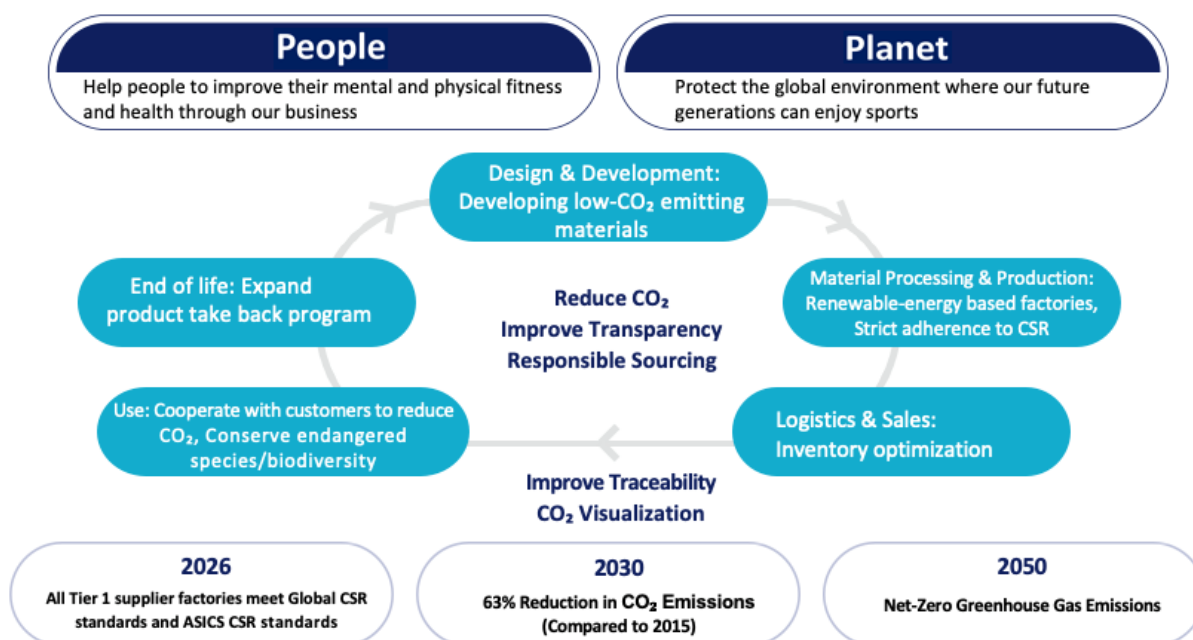 People
Help people to improve their mental and physical fitness
and health through our business
Planet
Protect the global environment where our future
generations can enjoy sports
Design & Development:
Developing low-CO₂ emitting
materials
End of life: Expand
product take back program
Material Processing & Production:
Renewable-energy based factories,
Strict adherence to CSR
Reduce CO₂
Improve Transparency
Responsible Sourcing
Use: Cooperate with customers to reduce
CO₂, Conserve endangered
species/biodiversity
Logistics & Sales:
Inventory optimization
Improve Traceability
CO₂ Visualization
2026
All Tier 1 supplier factories meet Global CSR
standards and ASICS CSR standards
2030
63% Reduction in CO₂ Emissions
(Compared to 2015)
2050
Net-Zero Greenhouse Gas Emissions